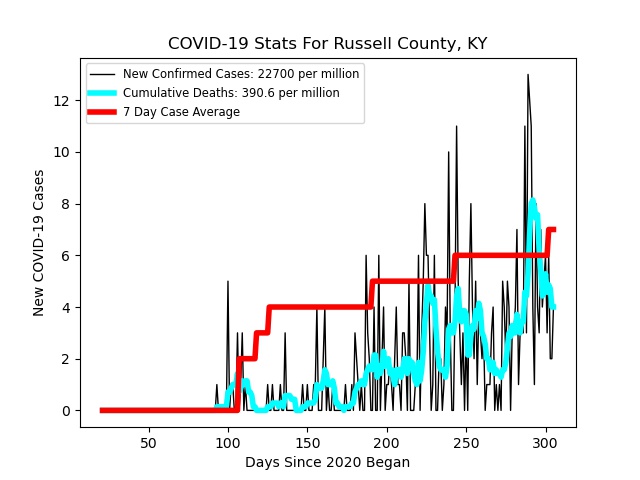 COVID-19 Stats For Russell County, KY
New Confirmed Cases: 22700 per million
Cumulative Deaths: 390.6 per million
7 Day Case Average
New COVID-19 Cases
12
10
8
6
4
2
0
50 100 150 200 250 300
Days Since 2020 Began